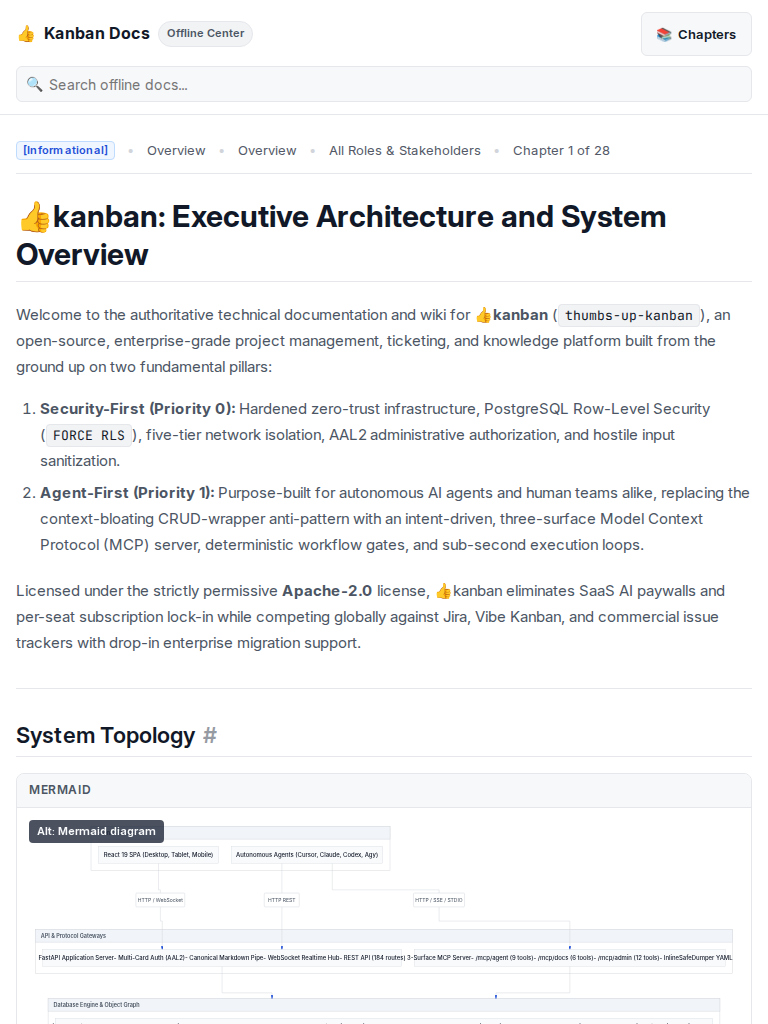 👍 Kanban Docs Offline Center
📚 Chapters
🔍 Search offline docs...
[Informational] • Overview • Overview • All Roles & Stakeholders • Chapter 1 of 28
👍kanban: Executive Architecture and System
Overview
Welcome to the authoritative technical documentation and wiki for 👍kanban (thumbs-up-kanban), an
open-source, enterprise-grade project management, ticketing, and knowledge platform built from the
ground up on two fundamental pillars:
1. Security-First (Priority 0): Hardened zero-trust infrastructure, PostgreSQL Row-Level Security
(FORCE RLS), five-tier network isolation, AAL2 administrative authorization, and hostile input
sanitization.
2. Agent-First (Priority 1): Purpose-built for autonomous AI agents and human teams alike, replacing the
context-bloating CRUD-wrapper anti-pattern with an intent-driven, three-surface Model Context
Protocol (MCP) server, deterministic workflow gates, and sub-second execution loops.
Licensed under the strictly permissive Apache-2.0 license, 👍kanban eliminates SaaS AI paywalls and
per-seat subscription lock-in while competing globally against Jira, Vibe Kanban, and commercial issue
trackers with drop-in enterprise migration support.
System Topology #
MERMAID
Alt: Mermaid diagram
React 19 SPA (Desktop, Tablet, Mobile) Autonomous Agents (Cursor, Claude, Codex, Agy)
HTTP / WebSocket HTTP REST HTTP / SSE / STDIO
API & Protocol Gateways
FastAPI Application Server- Multi-Card Auth (AAL2)- Canonical Markdown Pipe- WebSocket Realtime Hub- REST API (184 routes) 3-Surface MCP Server- /mcp/agent (9 tools)- /mcp/docs (6 tools)- /mcp/admin (12 tools)- InlineSafeDumper YAML
Database Engine & Object Graph